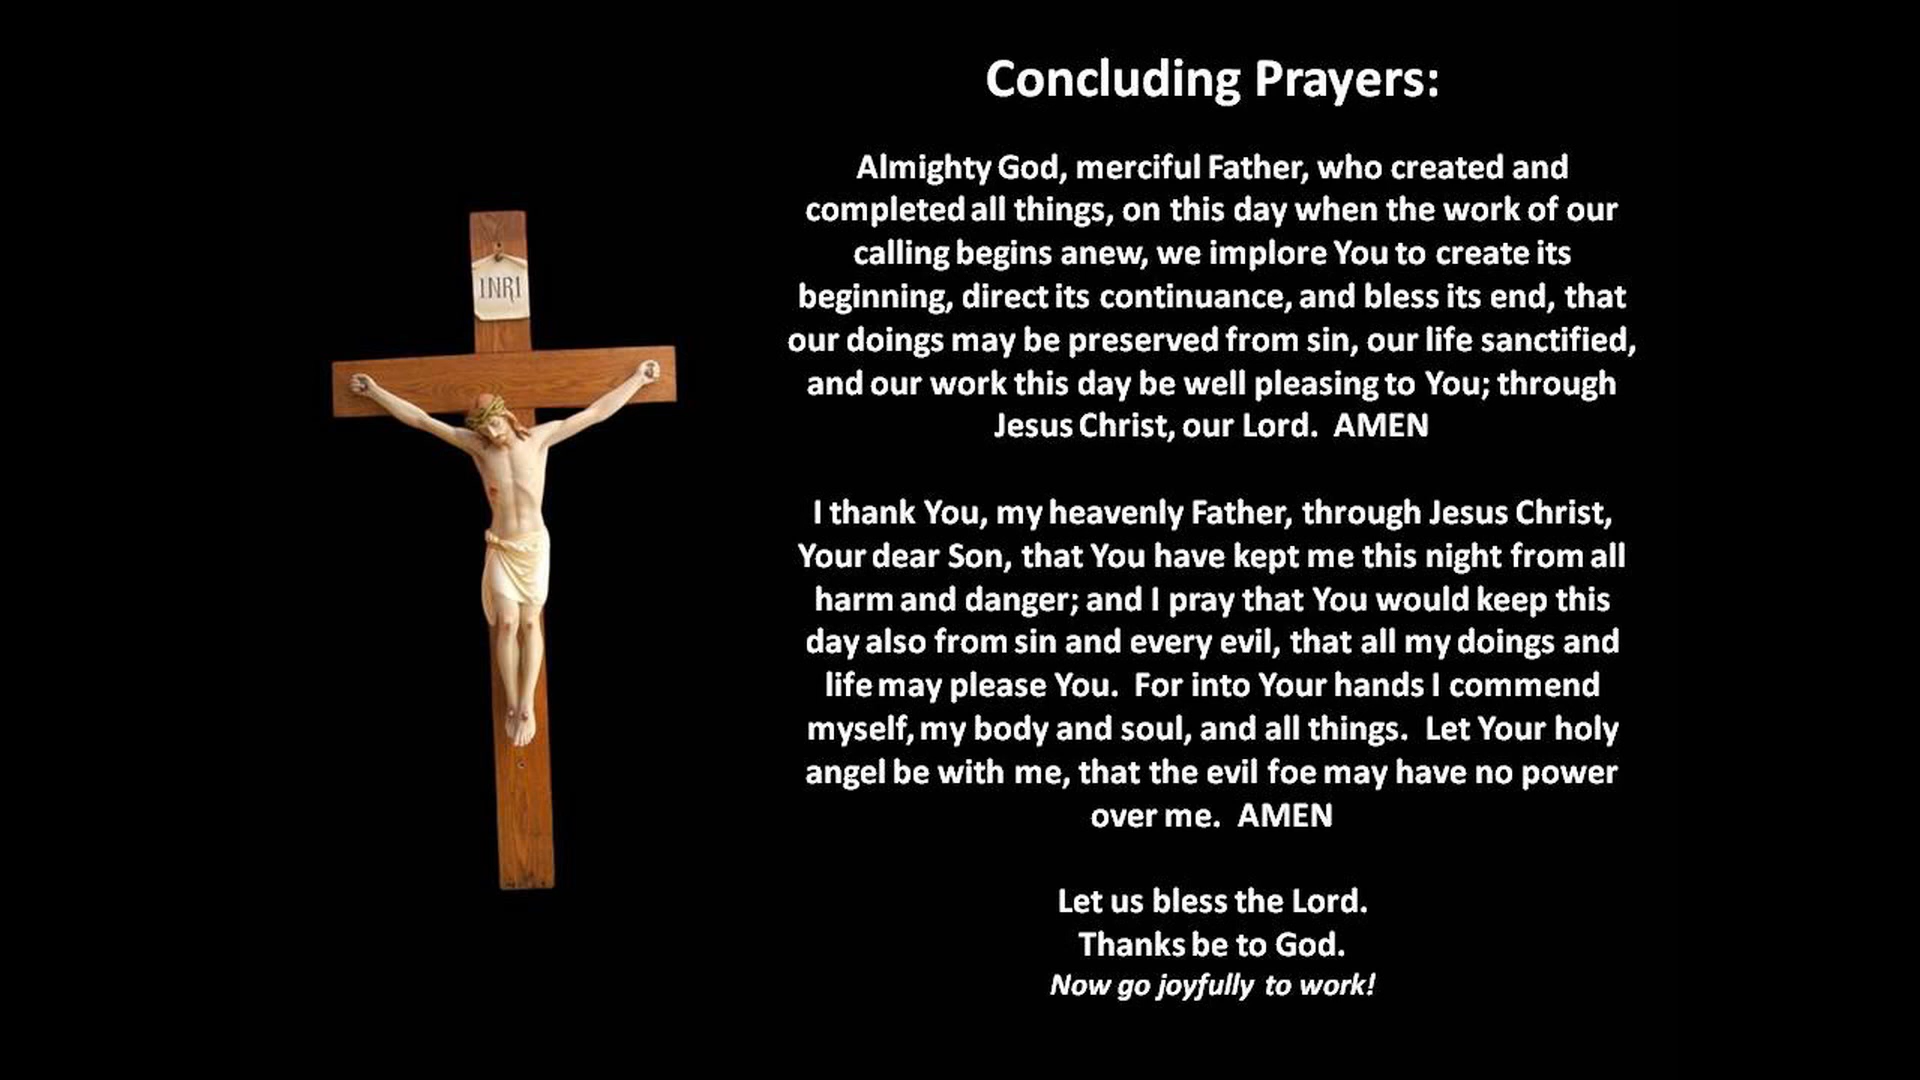 INRI
Concluding Prayers:
Almighty God, merciful Father, who created and
completed all things, on this day when the work of our
calling begins anew, we implore You to create its
beginning, direct its continuance, and bless its end, that
our doings may be preserved from sin, our life sanctified,
and our work this day be well pleasing to You; through
Jesus Christ, our Lord.  AMEN
I thank You, my heavenly Father, through Jesus Christ,
Your dear Son, that You have kept me this night from all
harm and danger; and I pray that You would keep this
day also from sin and every evil, that all my doings and
life may please You.  For into Your hands I commend
myself, my body and soul, and all things.  Let Your holy
angel be with me, that the evil foe may have no power
over me.  AMEN
Let us bless the Lord.
Thanks be to God.
Now go joyfully to work!